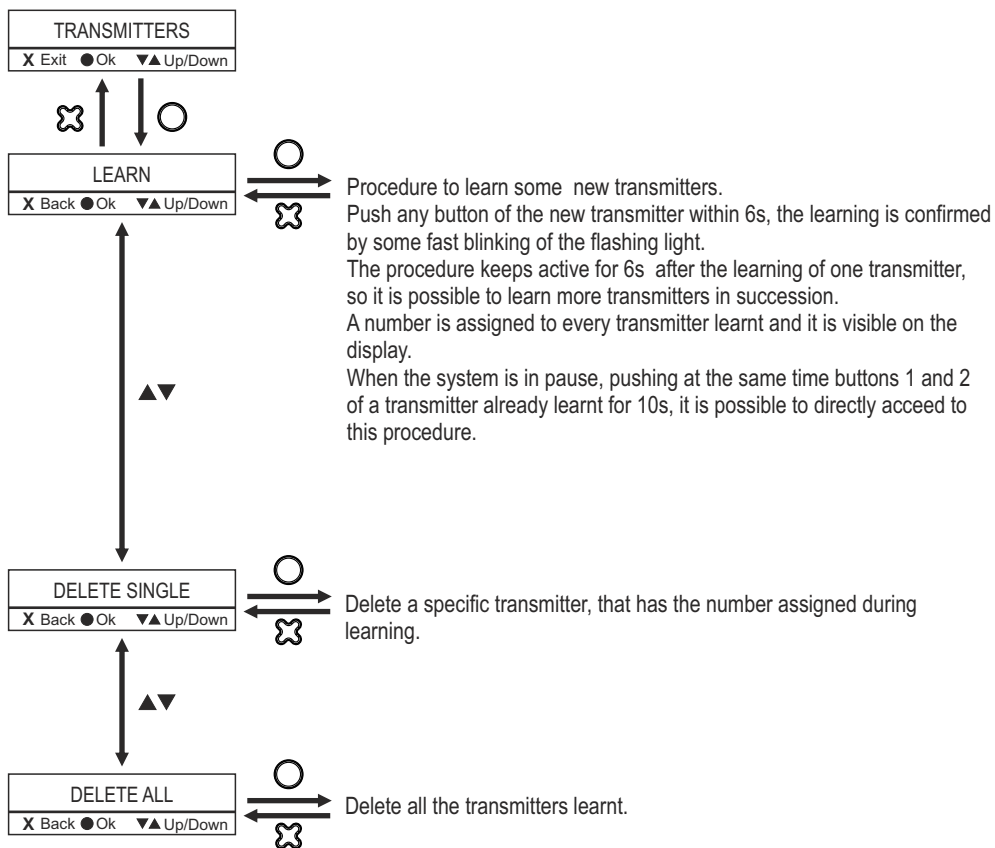 TRANSMITTERS
X Exit ●Ok ▼▲Up/Down
LEARN
X Back ●Ok ▼▲Up/Down
Procedure to learn some new transmitters.
Push any button of the new transmitter within 6s, the learning is confirmed
by some fast blinking of the flashing light.
The procedure keeps active for 6s after the learning of one transmitter,
so it is possible to learn more transmitters in succession.
A number is assigned to every transmitter learnt and it is visible on the
display.
When the system is in pause, pushing at the same time buttons 1 and 2
of a transmitter already learnt for 10s, it is possible to directly acceed to
this procedure.
▲▼
DELETE SINGLE
X Back ●Ok ▼▲Up/Down
Delete a specific transmitter, that has the number assigned during
learning.
▲▼
DELETE ALL
X Back ●Ok ▼▲Up/Down
Delete all the transmitters learnt.